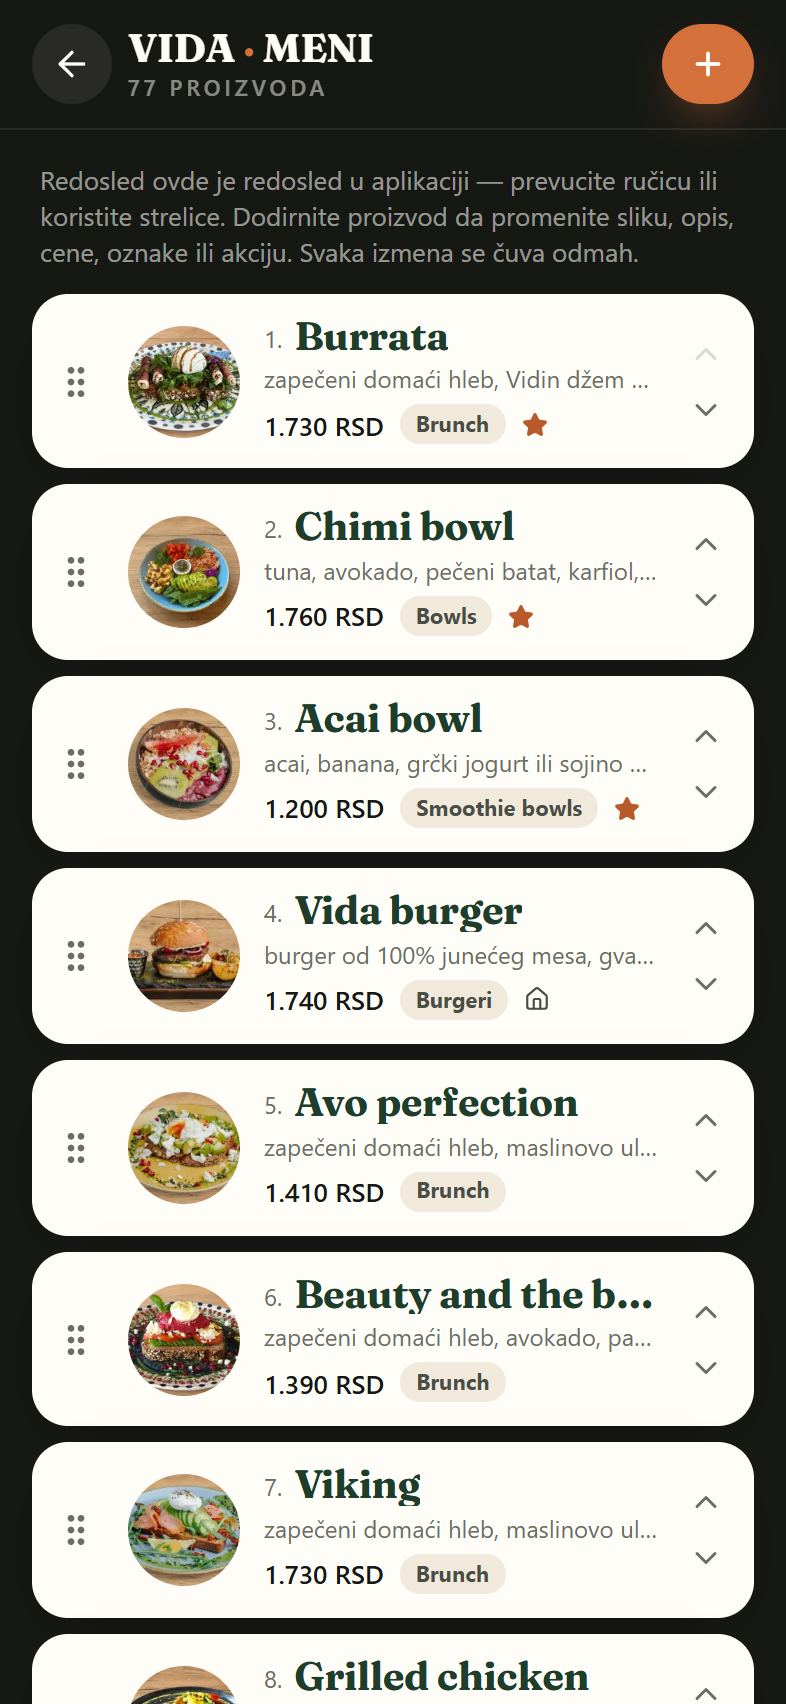 VIDA • MENI
77 PROIZVODA
Redosled ovde je redosled u aplikaciji — prevucite ručicu ili
koristite strelice. Dodirnite proizvod da promenite sliku, opis,
cene, oznake ili akciju. Svaka izmena se čuva odmah.
1. Burrata
zapečeni domaći hleb, Vidin džem ...
1.730 RSD Brunch
2. Chimi bowl
tuna, avokado, pečeni batat, karfiol,...
1.760 RSD Bowls
3. Acai bowl
acai, banana, grčki jogurt ili sojino ...
1.200 RSD Smoothie bowls
4. Vida burger
burger od 100% junećeg mesa, gva...
1.740 RSD Burgeri
5. Avo perfection
zapečeni domaći hleb, maslinovo ul...
1.410 RSD Brunch
6. Beauty and the b...
zapečeni domaći hleb, avokado, pa...
1.390 RSD Brunch
7. Viking
zapečeni domaći hleb, maslinovo ul...
1.730 RSD Brunch
8. Grilled chicken